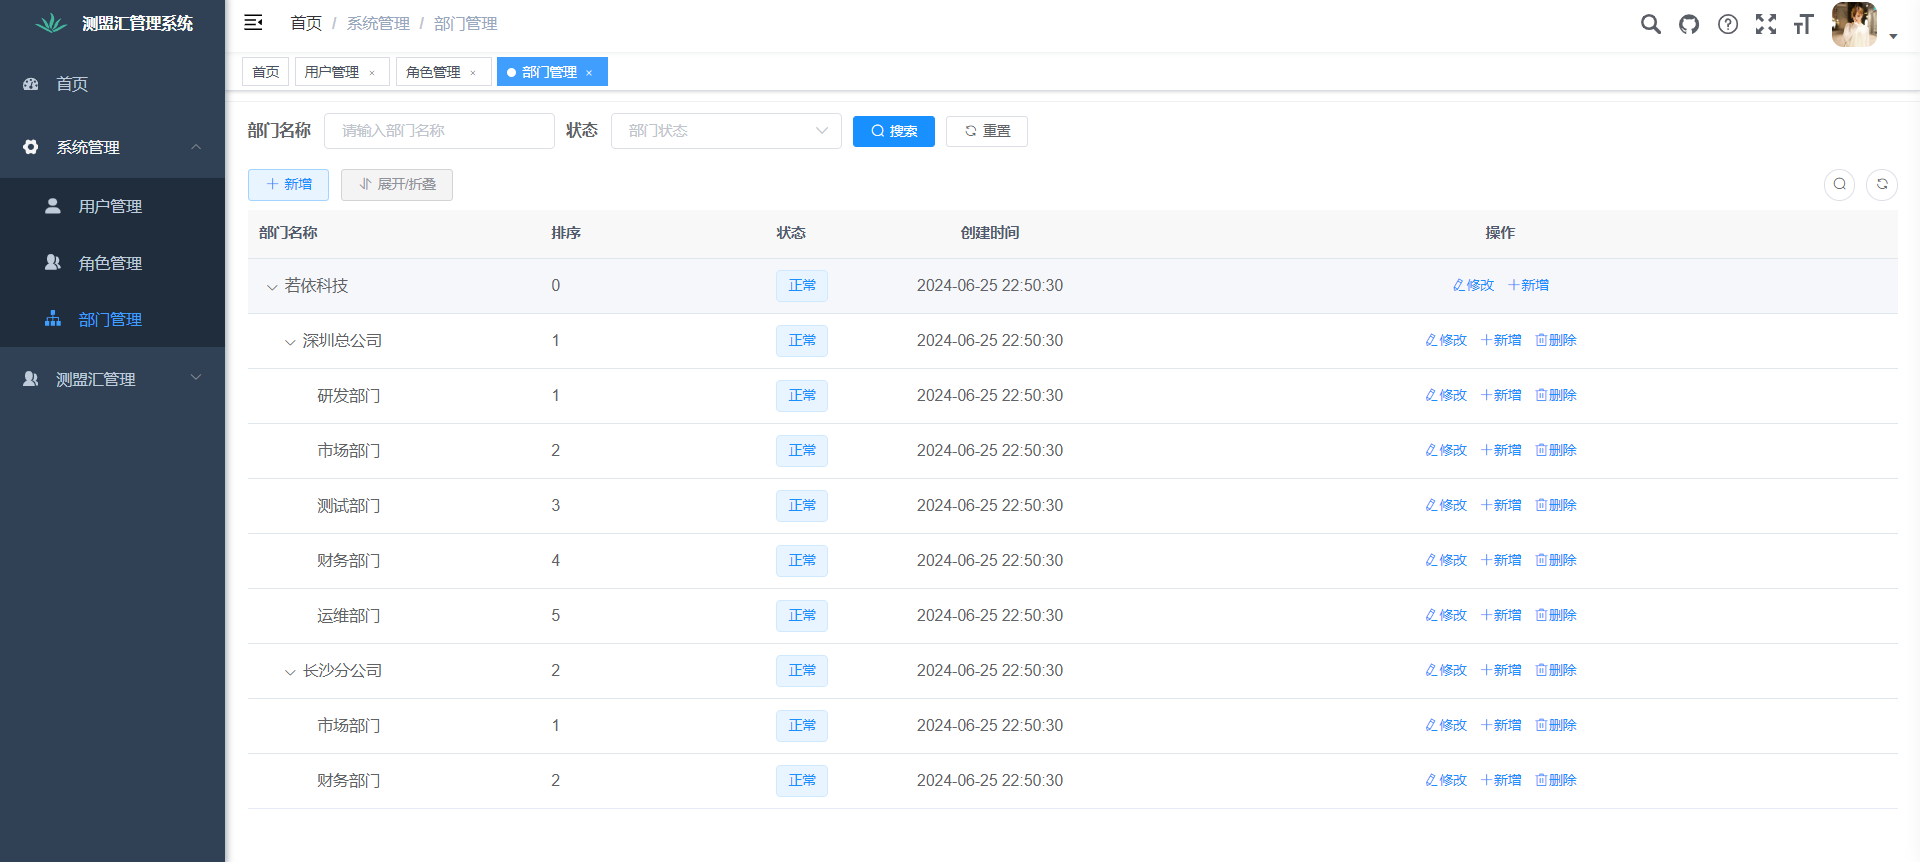 测盟汇管理系统
首页 / 系统管理 / 部门管理
首页
用户管理 ×
角色管理 ×
部门管理 ×
首页
系统管理
用户管理
角色管理
部门管理
测盟汇管理
部门名称 请输入部门名称 状态 部门状态 搜索 重置
新增 展开/折叠
部门名称 排序 状态 创建时间 操作
若依科技 0 正常 2024-06-25 22:50:30 修改 新增
深圳总公司 1 正常 2024-06-25 22:50:30 修改 新增 删除
研发部门 1 正常 2024-06-25 22:50:30 修改 新增 删除
市场部门 2 正常 2024-06-25 22:50:30 修改 新增 删除
测试部门 3 正常 2024-06-25 22:50:30 修改 新增 删除
财务部门 4 正常 2024-06-25 22:50:30 修改 新增 删除
运维部门 5 正常 2024-06-25 22:50:30 修改 新增 删除
长沙分公司 2 正常 2024-06-25 22:50:30 修改 新增 删除
市场部门 1 正常 2024-06-25 22:50:30 修改 新增 删除
财务部门 2 正常 2024-06-25 22:50:30 修改 新增 删除